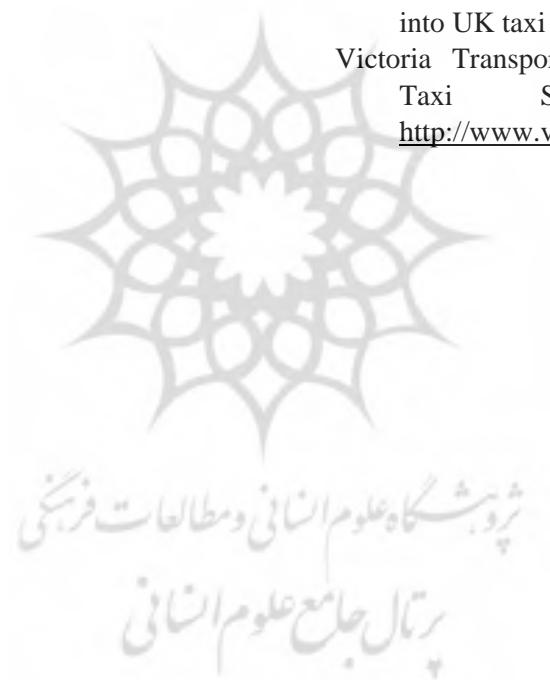 into UK taxi
Victoria Transpor
Taxi S
http://www.v
پژوهشگاه علوم انسانی و مطالعات فرهنگی
پرتال جامع علوم انسانی